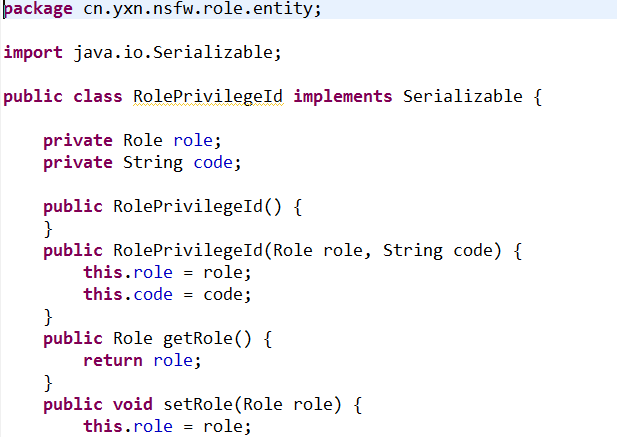 package cn.yxn.nsfw.role.entity;
import java.io.Serializable;
public class RolePrivilegeId implements Serializable {
private Role role;
private String code;
public RolePrivilegeId() {
}
public RolePrivilegeId(Role role, String code) {
this.role = role;
this.code = code;
}
public Role getRole() {
return role;
}
public void setRole(Role role) {
this.role = role;